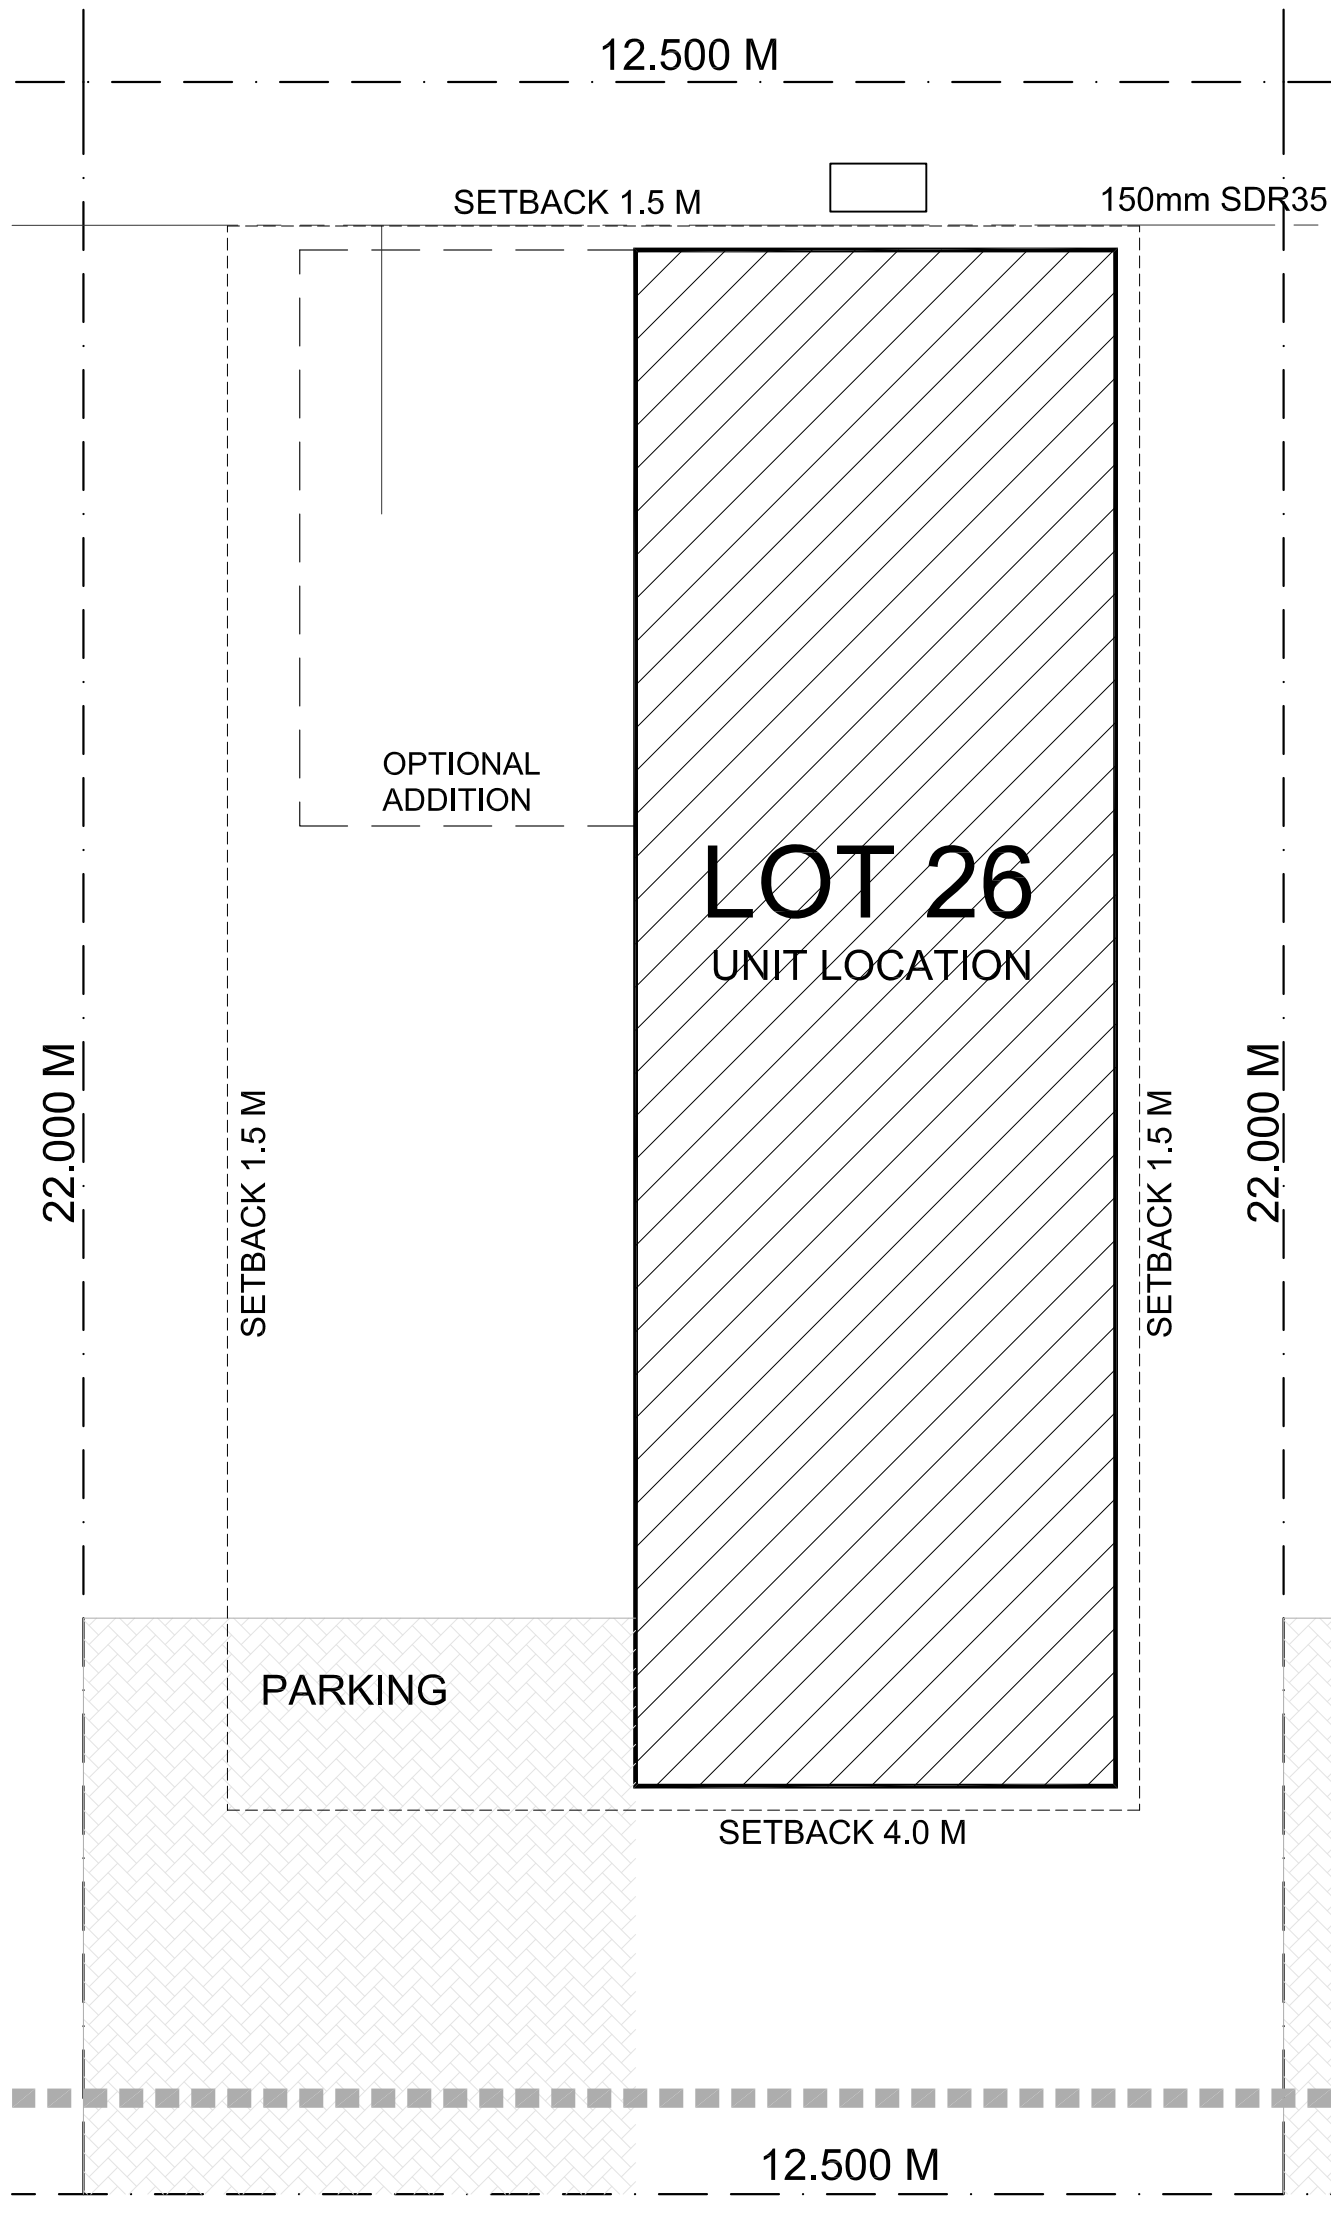 12.500 M
SETBACK 1.5 M
150mm SDR35
OPTIONAL
ADDITION
LOT 26
UNIT LOCATION
22.000 M
SETBACK 1.5 M
SETBACK 1.5 M
22.000 M
PARKING
SETBACK 4.0 M
12.500 M